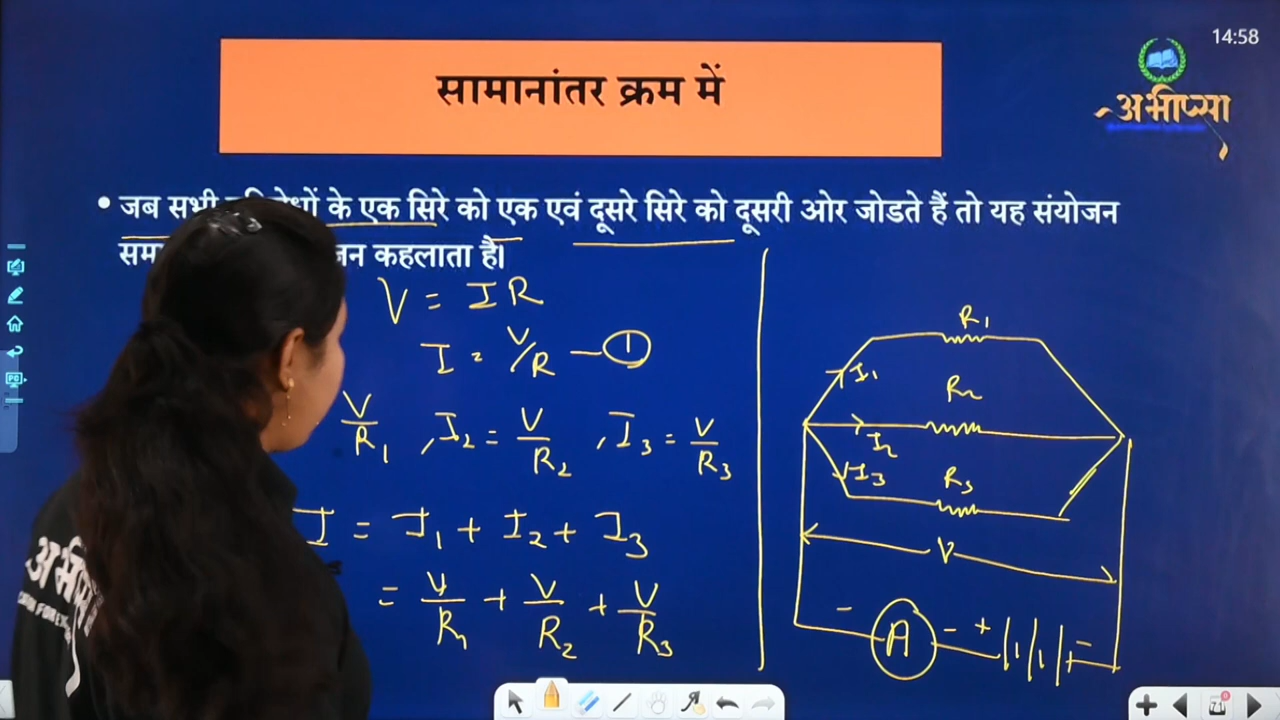 14:58
सामानांतर क्रम में
अभीप्सा
• जब सभी के एक सिरे को एक एवं दूसरे सिरे को दूसरी ओर जोडते हैं तो यह संयोजन
कहलाता है।
V = IR
I = V/R — ①
V/R₁ , I₂ = V/R₂ , I₃ = V/R₃
I = I₁ + I₂ + I₃
= V/R₁ + V/R₂ + V/R₃
R₁
I₁
R₂
I₂
I₃
R₃
V
− A − + −
अभीप्सा